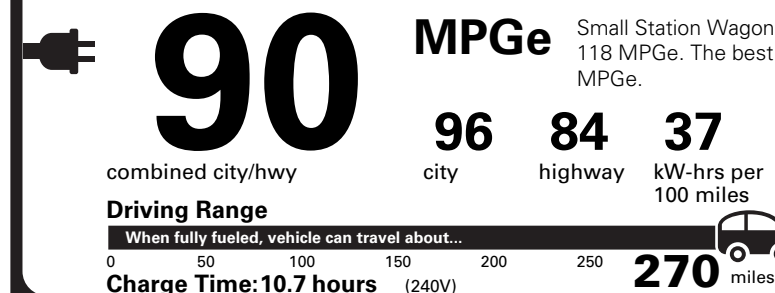 90 MPGe
Small Station Wagon
118 MPGe. The best
MPGe.
96 84 37
combined city/hwy city highway kW-hrs per
100 miles
Driving Range
When fully fueled, vehicle can travel about...
0 50 100 150 200 250 270 miles
Charge Time: 10.7 hours (240V)